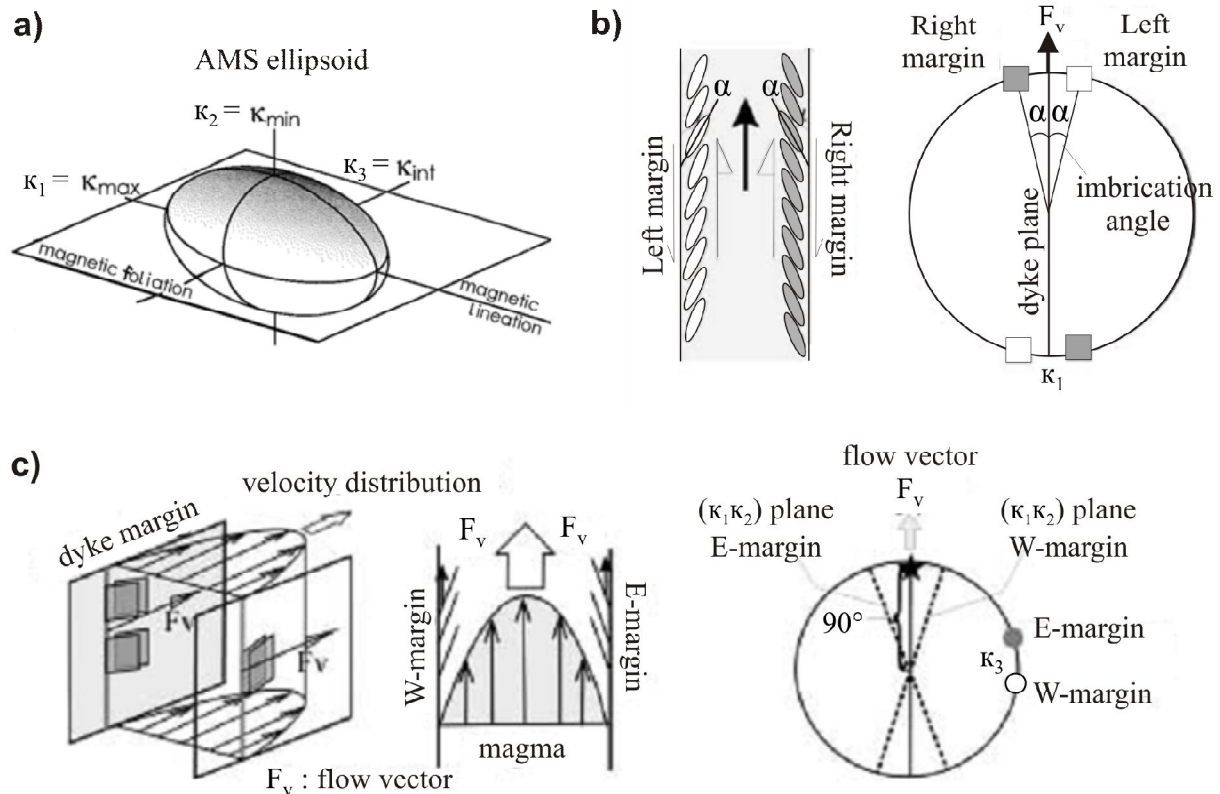 a)
AMS ellipsoid
κ₂ = κmin
κ₃ = κint
κ₁ = κmax
magnetic foliation
magnetic
lineation
b)
Right
margin
Fv
Left
margin
α
α
Left margin
Right margin
α α
imbrication
angle
dyke plane
κ₁
c)
velocity distribution
dyke margin
Fv
Fv
Fv : flow vector
Fv
Fv
W-margin
E-margin
magma
flow vector
Fv
(κ₁κ₂) plane
E-margin
(κ₁κ₂) plane
W-margin
90°
E-margin
κ₃
W-margin